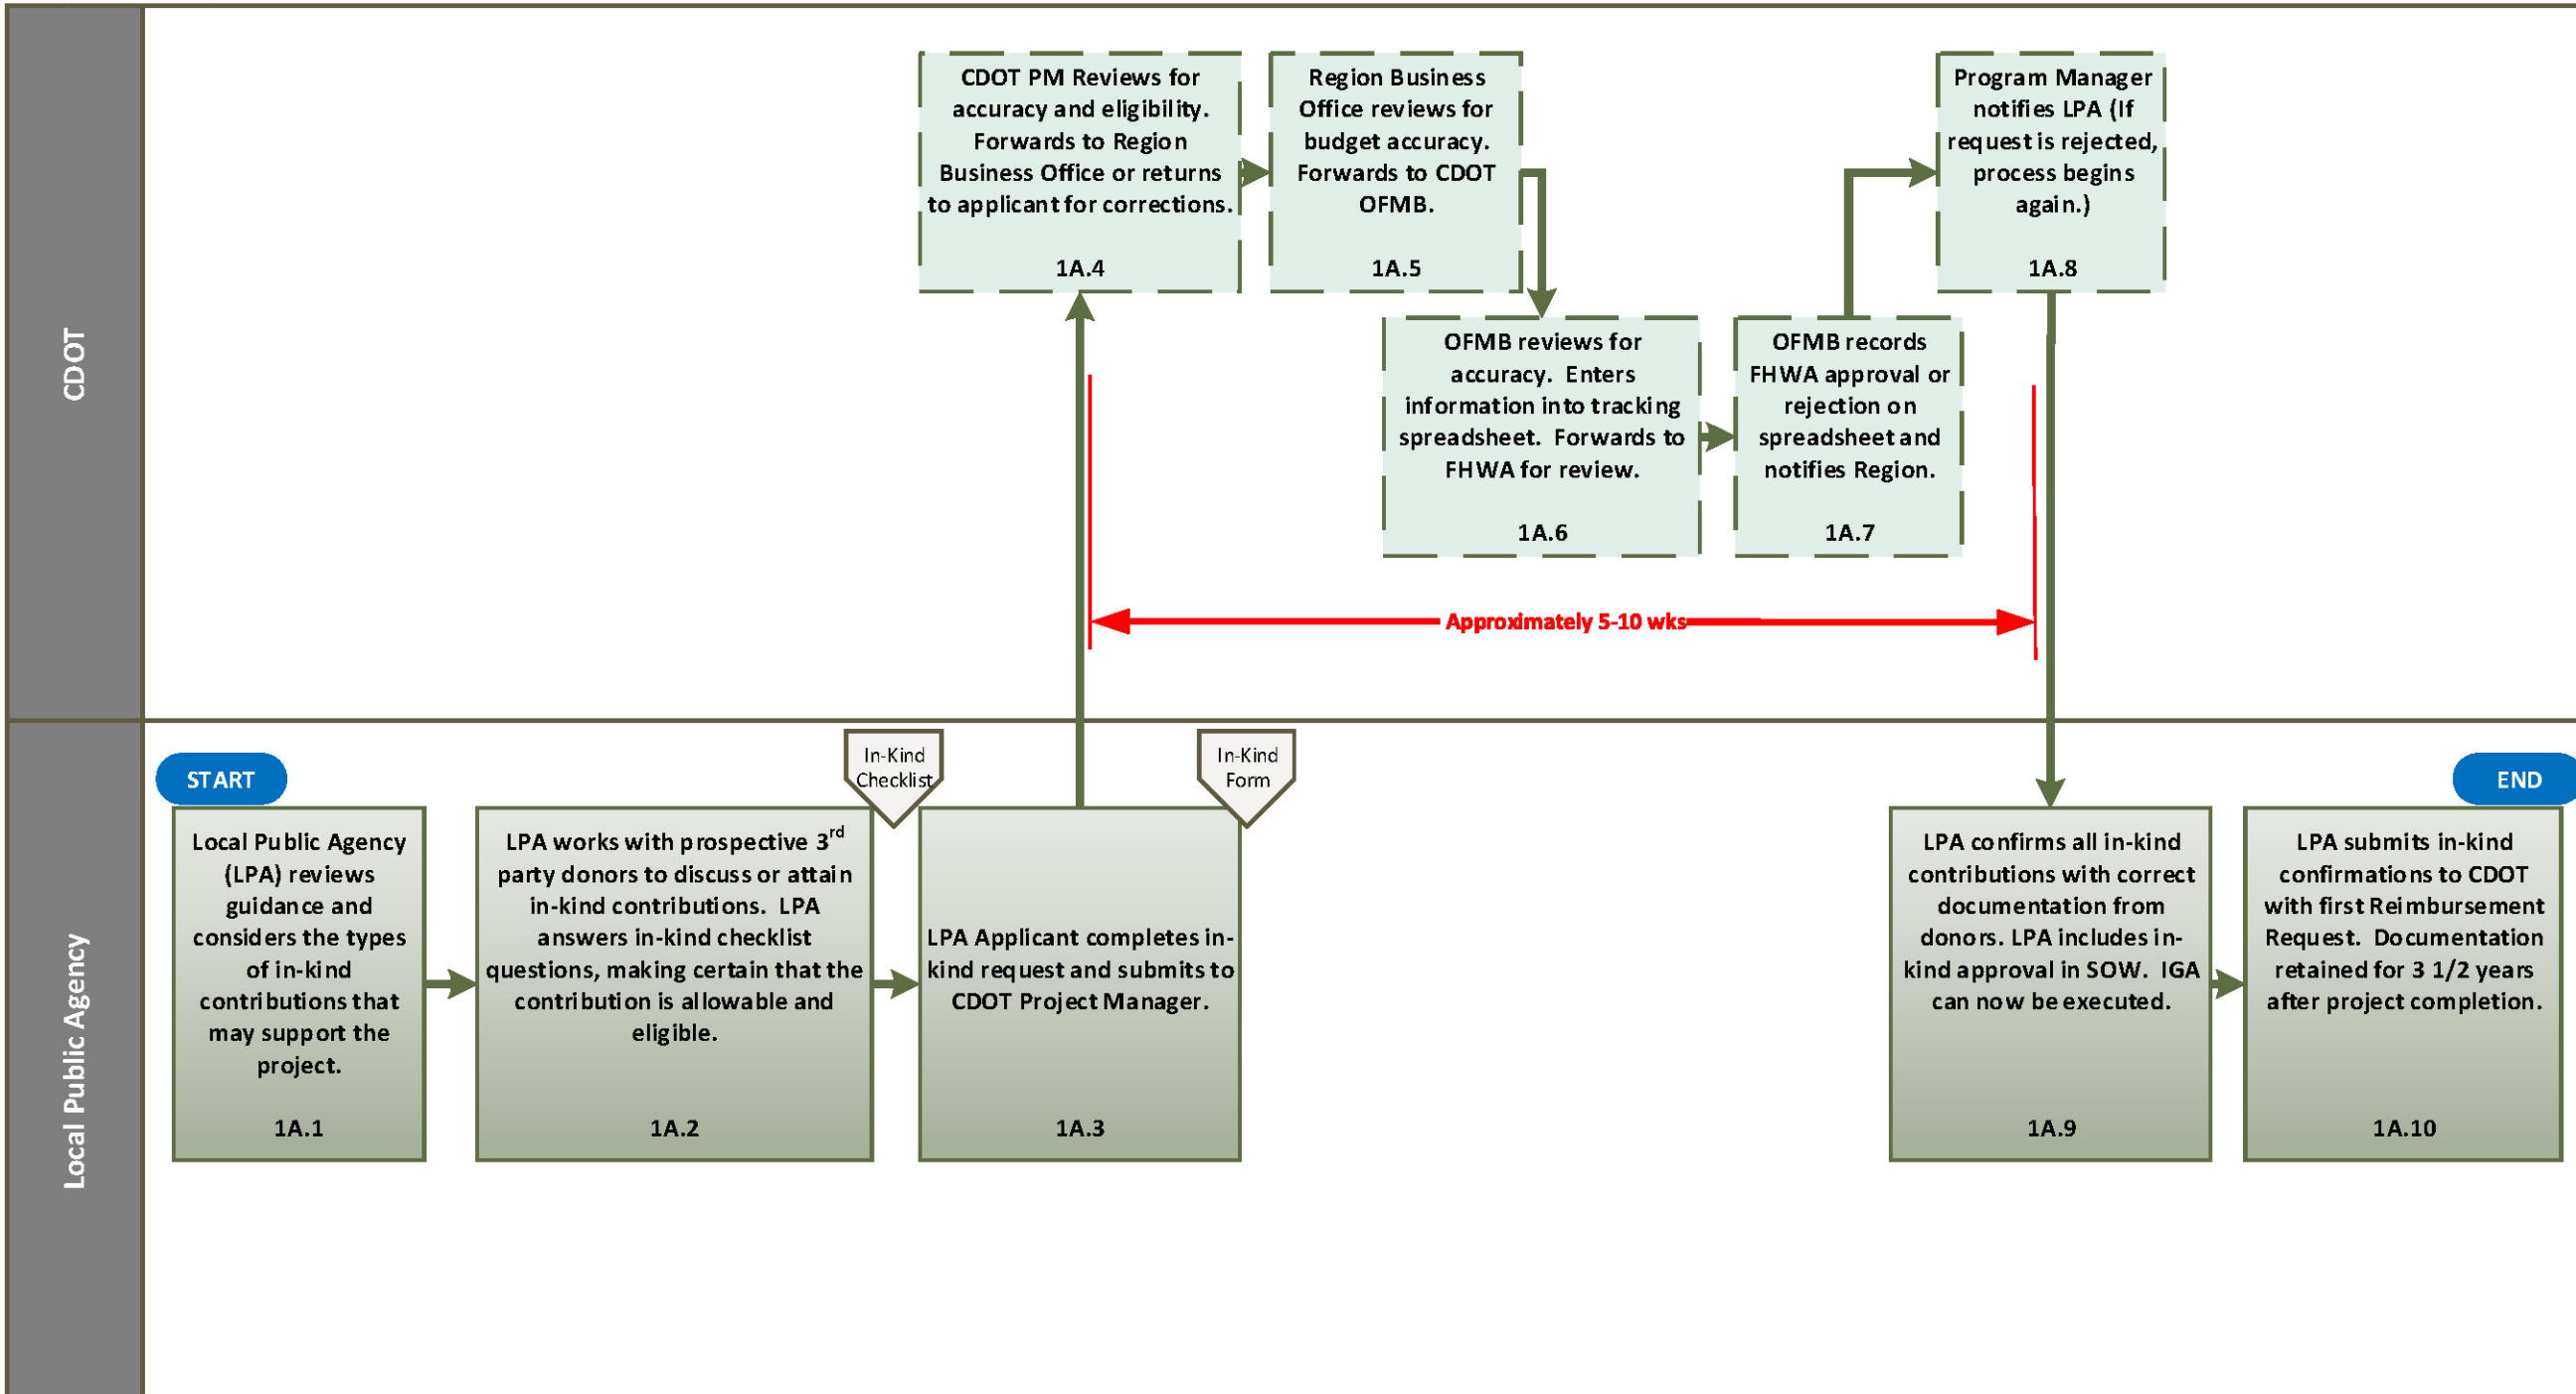 CDOT
CDOT PM Reviews for
accuracy and eligibility.
Forwards to Region
Business Office or returns
to applicant for corrections.
1A.4
Region Business
Office reviews for
budget accuracy.
Forwards to CDOT
OFMB.
1A.5
OFMB reviews for
accuracy.  Enters
information into tracking
spreadsheet.  Forwards to
FHWA for review.
1A.6
OFMB records
FHWA approval or
rejection on
spreadsheet and
notifies Region.
1A.7
Program Manager
notifies LPA (If
request is rejected,
process begins
again.)
1A.8
Approximately 5-10 wks
Local Public Agency
START
Local Public Agency
(LPA) reviews
guidance and
considers the types
of in-kind
contributions that
may support the
project.
1A.1
LPA works with prospective 3rd
party donors to discuss or attain
in-kind contributions.  LPA
answers in-kind checklist
questions, making certain that the
contribution is allowable and
eligible.
1A.2
In-Kind
Checklist
LPA Applicant completes in-
kind request and submits to
CDOT Project Manager.
1A.3
In-Kind
Form
LPA confirms all in-kind
contributions with correct
documentation from
donors. LPA includes in-
kind approval in SOW.  IGA
can now be executed.
1A.9
END
LPA submits in-kind
confirmations to CDOT
with first Reimbursement
Request.  Documentation
retained for 3 1/2 years
after project completion.
1A.10